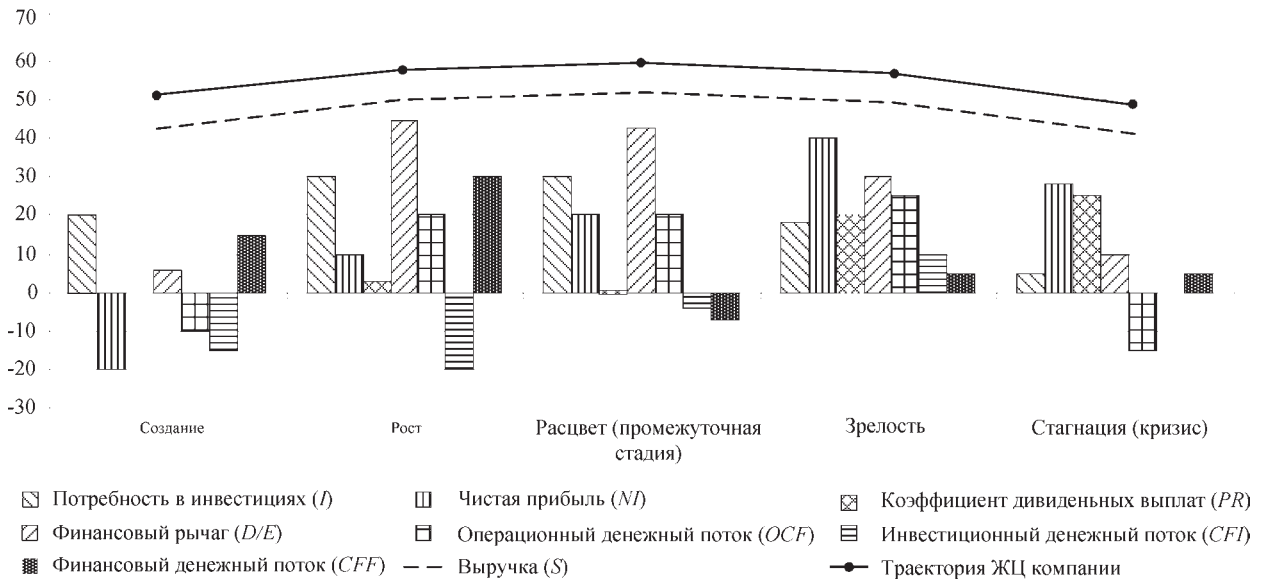 70
60
50
40
30
20
10
0
-10
-20
-30
Создание
Рост
Расцвет (промежуточная
стадия)
Зрелость
Стагнация (кризис)
Потребность в инвестициях (I)
Чистая прибыль (NI)
Коэффициент дивидендных выплат (PR)
Финансовый рычаг (D/E)
Операционный денежный поток (OCF)
Инвестиционный денежный поток (CFI)
Финансовый денежный поток (CFF)
Выручка (S)
Траектория ЖЦ компании